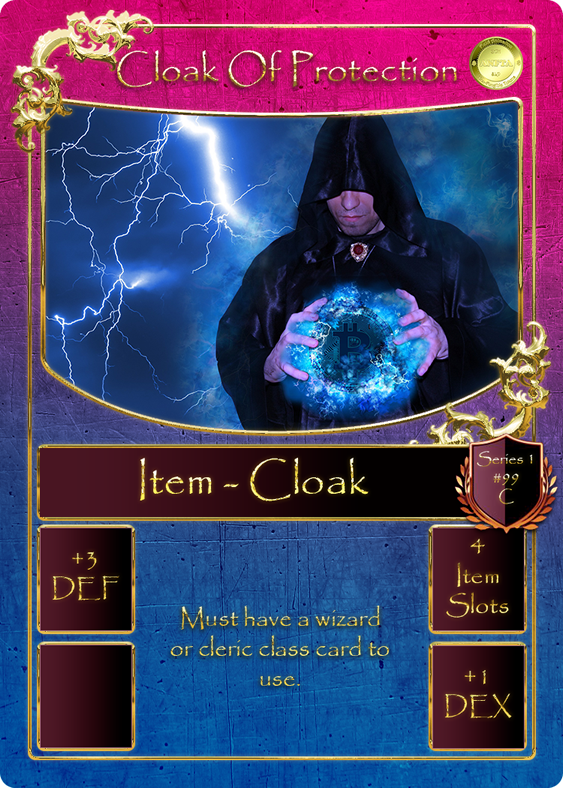 Cloak Of Protection
Item ~ Cloak
Series 1
#99
C
+3
DEF
4
Item
Slots
Must have a wizard
or cleric class card to
use.
+1
DEX